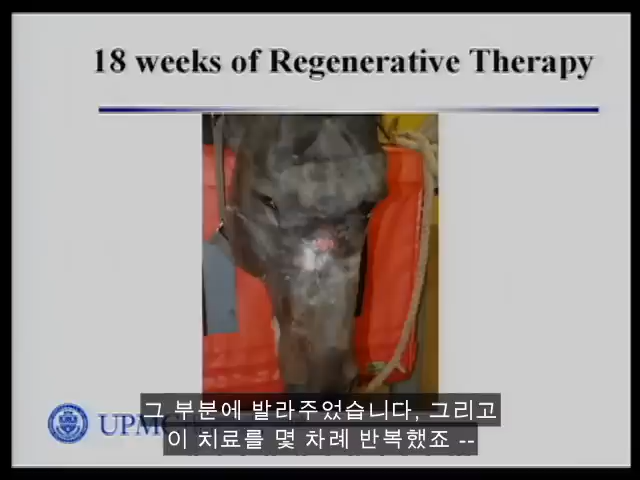 18 weeks of Regenerative Therapy
그 부분에 발라주었습니다, 그리고
UPMC
이 치료를 몇 차례 반복했죠 --